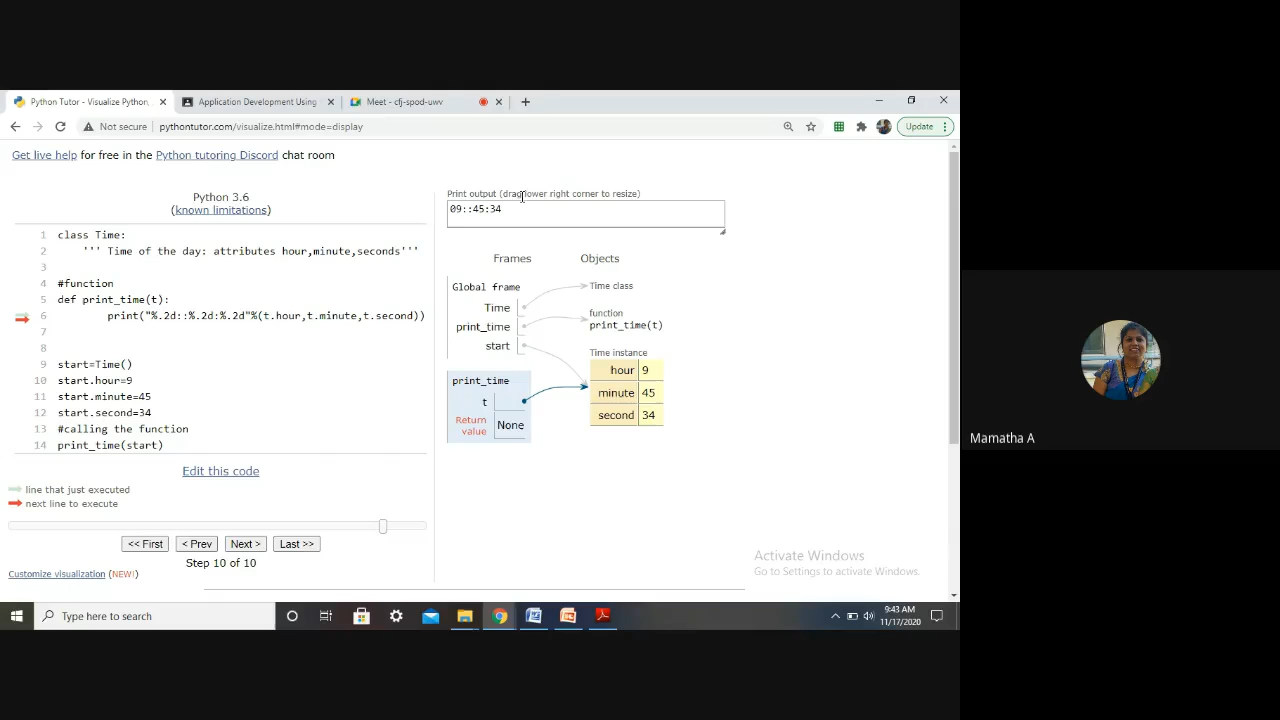 Python Tutor - Visualize Python,
Application Development Using
Meet - cfj-spod-uwv
Not secure
pythontutor.com/visualize.html#mode=display
Update
Get live help for free in the Python tutoring Discord chat room
Python 3.6
(known limitations)
1 class Time:
2 ''' Time of the day: attributes hour,minute,seconds'''
3
4 #function
5 def print_time(t):
6 print("%.2d::%.2d:%.2d"%(t.hour,t.minute,t.second))
7
8
9 start=Time()
10 start.hour=9
11 start.minute=45
12 start.second=34
13 #calling the function
14 print_time(start)
Edit this code
line that just executed
next line to execute
<< First
< Prev
Next >
Last >>
Step 10 of 10
Customize visualization (NEW!)
Print output (drag lower right corner to resize)
09::45:34
Frames
Objects
Global frame
Time
print_time
start
Time class
function
print_time(t)
Time instance
hour 9
minute 45
second 34
print_time
t
Return
value
None
Activate Windows
Go to Settings to activate Windows.
Type here to search
9:43 AM
11/17/2020
Mamatha A